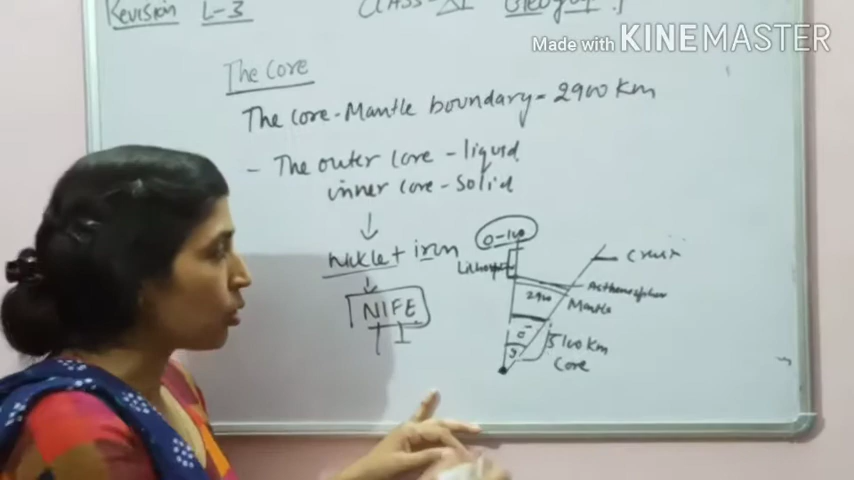 Revision L-3
CLASS-XI Geography
Made with KINEMASTER
The Core
The Core-Mantle boundary - 2900 km
- The outer core - liquid
inner core - solid
nickle + iron
NIFE
0-100
Crust
Asthenosphere
2900
Mantle
5100 km
Core